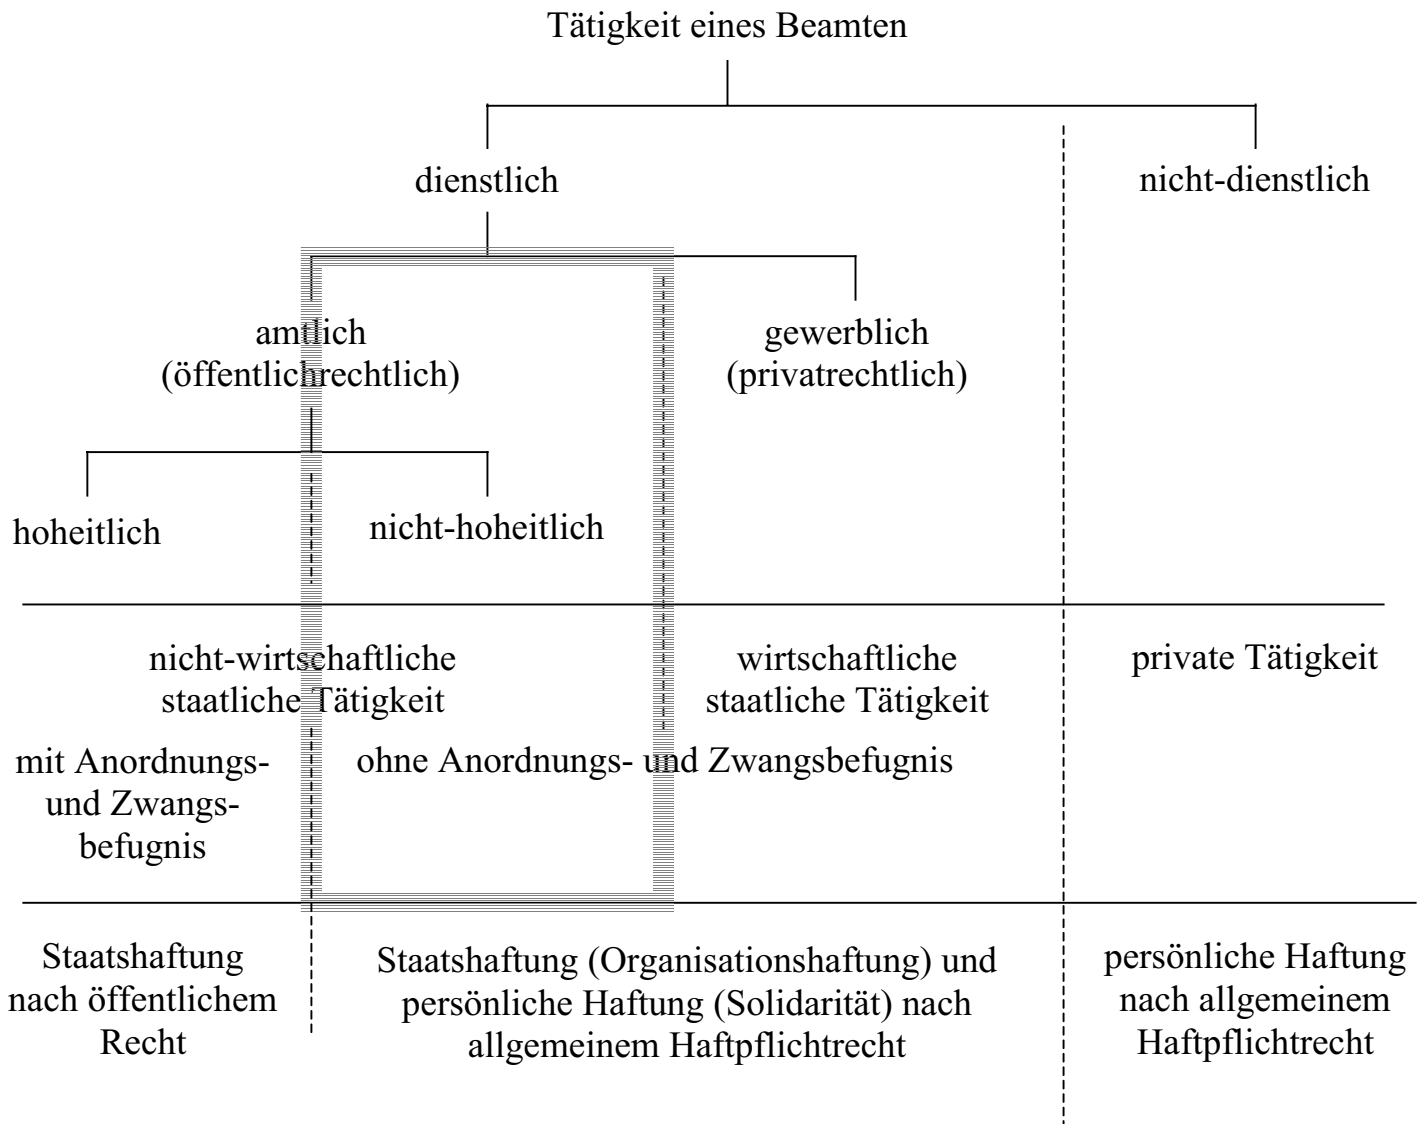 Tätigkeit eines Beamten
dienstlich
nicht-dienstlich
amtlich
(öffentlichrechtlich)
gewerblich
(privatrechtlich)
hoheitlich
nicht-hoheitlich
nicht-wirtschaftliche
staatliche Tätigkeit
wirtschaftliche
staatliche Tätigkeit
private Tätigkeit
mit Anordnungs-
und Zwangs-
befugnis
ohne Anordnungs- und Zwangsbefugnis
Staatshaftung
nach öffentlichem
Recht
Staatshaftung (Organisationshaftung) und
persönliche Haftung (Solidarität) nach
allgemeinem Haftpflichtrecht
persönliche Haftung
nach allgemeinem
Haftpflichtrecht